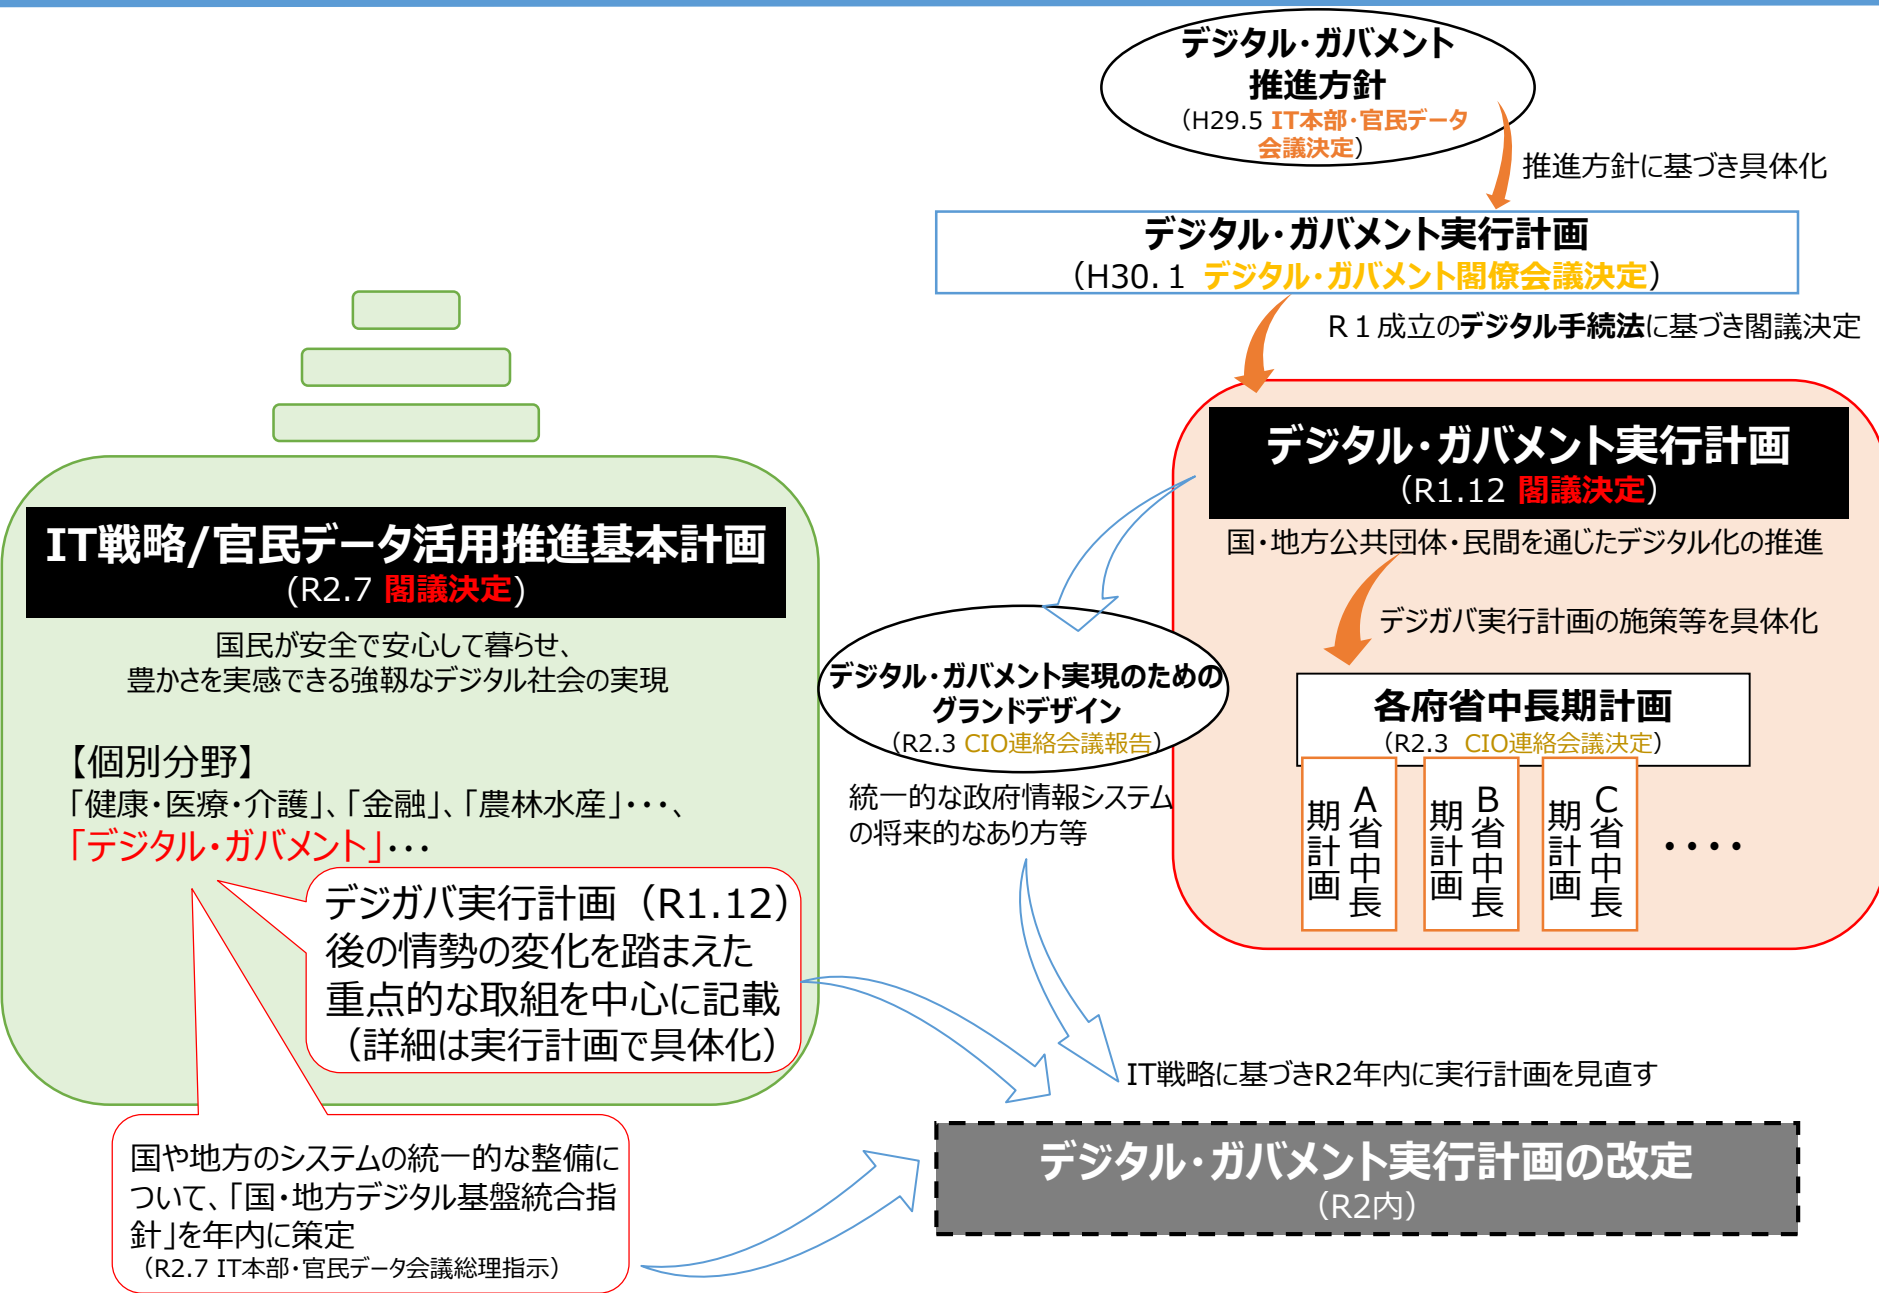 デジタル・ガバメント
推進方針
（H29.5 IT本部・官民データ
会議決定）
推進方針に基づき具体化
デジタル・ガバメント実行計画
（H30.１ デジタル・ガバメント閣僚会議決定）
R１成立のデジタル手続法に基づき閣議決定
デジタル・ガバメント実行計画
（R1.12 閣議決定）
国・地方公共団体・民間を通じたデジタル化の推進
デジガバ実行計画の施策等を具体化
各府省中長期計画
（R2.3 CIO連絡会議決定）
A省中長
期計画
B省中長
期計画
C省中長
期計画
・・・・
IT戦略/官民データ活用推進基本計画
(R2.7 閣議決定)
国民が安全で安心して暮らせ、
豊かさを実感できる強靱なデジタル社会の実現
【個別分野】
「健康・医療・介護」、「金融」、「農林水産」・・・、
「デジタル・ガバメント」・・・
デジタル・ガバメント実現のための
グランドデザイン
（R2.3 CIO連絡会議報告）
統一的な政府情報システム
の将来的なあり方等
デジガバ実行計画（R1.12）
後の情勢の変化を踏まえた
重点的な取組を中心に記載
（詳細は実行計画で具体化）
国や地方のシステムの統一的な整備に
ついて、「国・地方デジタル基盤統合指
針」を年内に策定
（R2.7 IT本部・官民データ会議総理指示）
IT戦略に基づきR2年内に実行計画を見直す
デジタル・ガバメント実行計画の改定
（R2内）